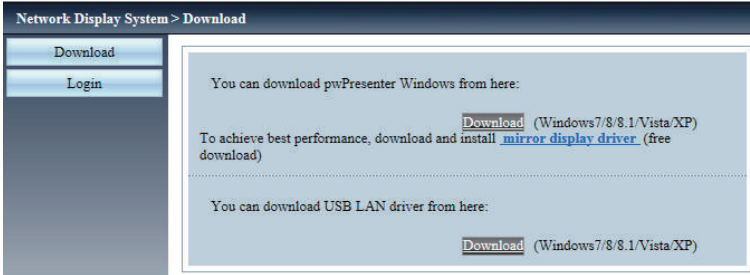 Network Display System > Download
Download
Login
You can download pwPresenter Windows from here:
Download (Windows7/8/8.1/Vista/XP)
To achieve best performance, download and install mirror display driver (free
download)
You can download USB LAN driver from here:
Download (Windows7/8/8.1/Vista/XP)